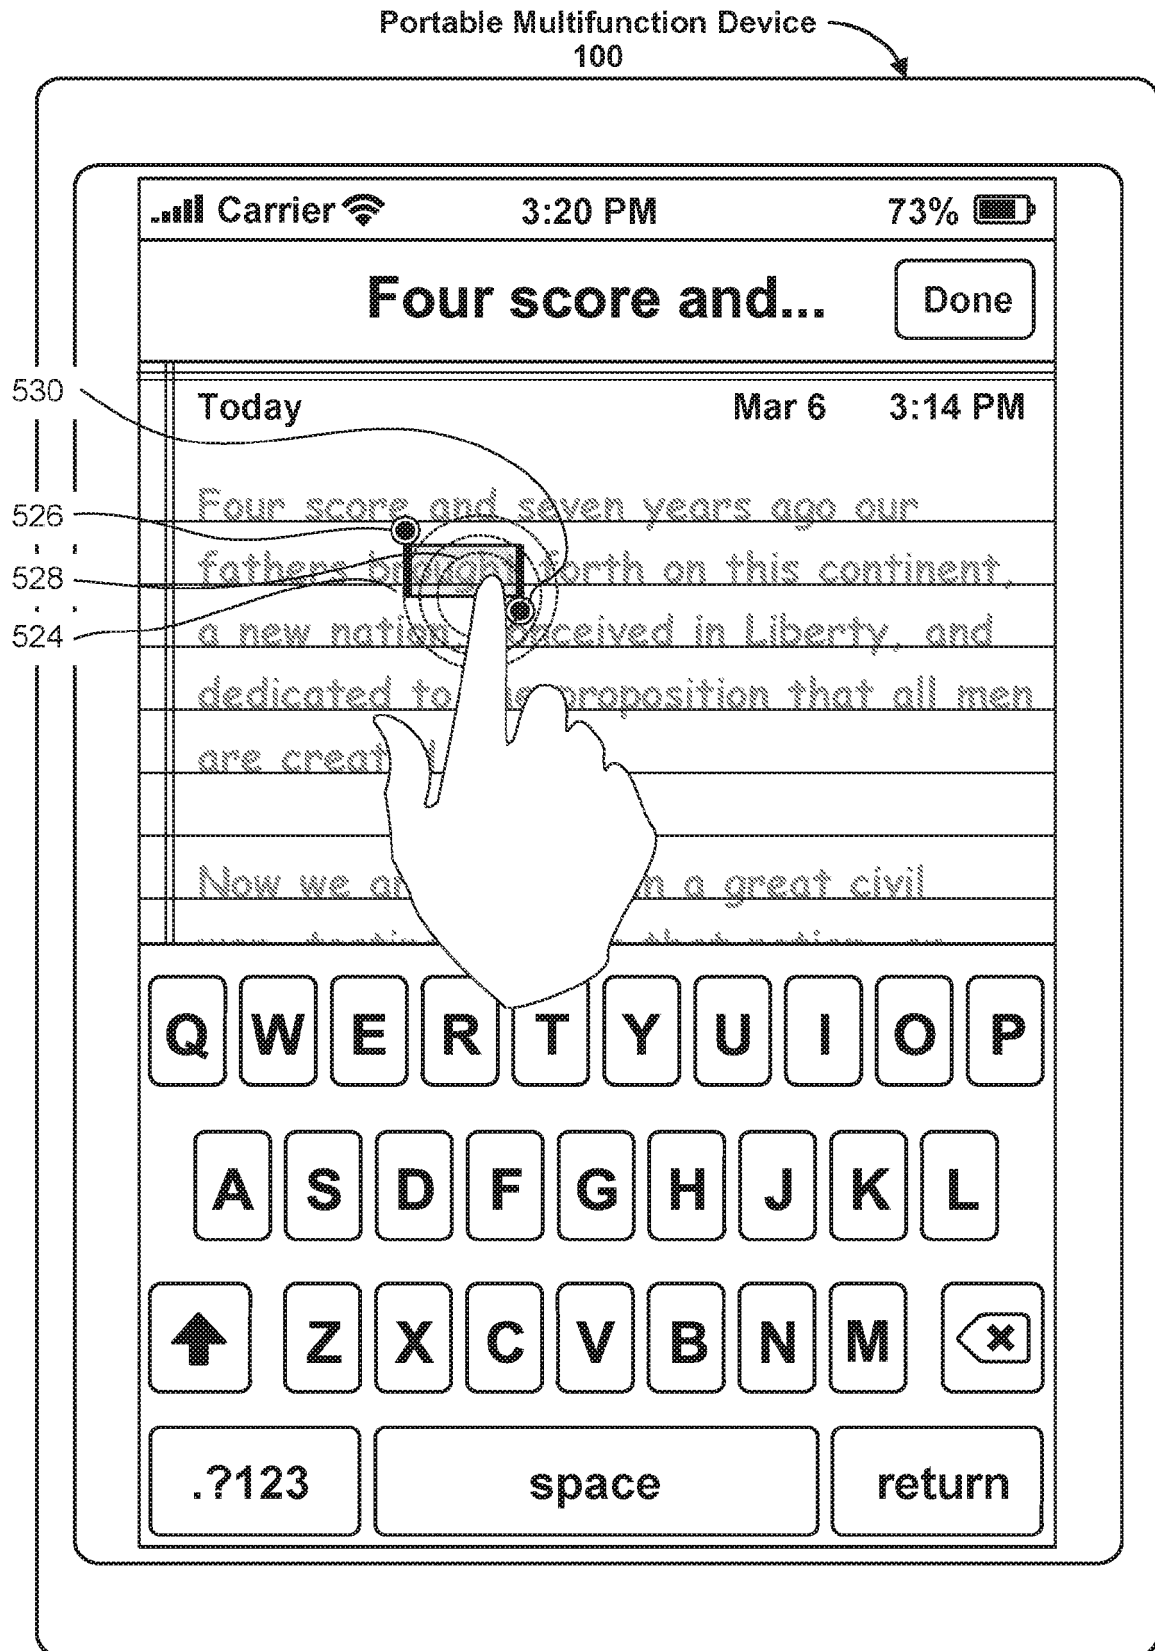 Portable Multifunction Device
100
Carrier 3:20 PM 73%
Four score and... Done
530
Today Mar 6 3:14 PM
Four score and seven years ago our
526
fathers brought forth on this continent,
528
a new nation, conceived in Liberty, and
524
dedicated to the proposition that all men
are
Now we in a great civil
that
Q W E R T Y U I O P
A S D F G H J K L
Z X C V B N M
.?123 space return